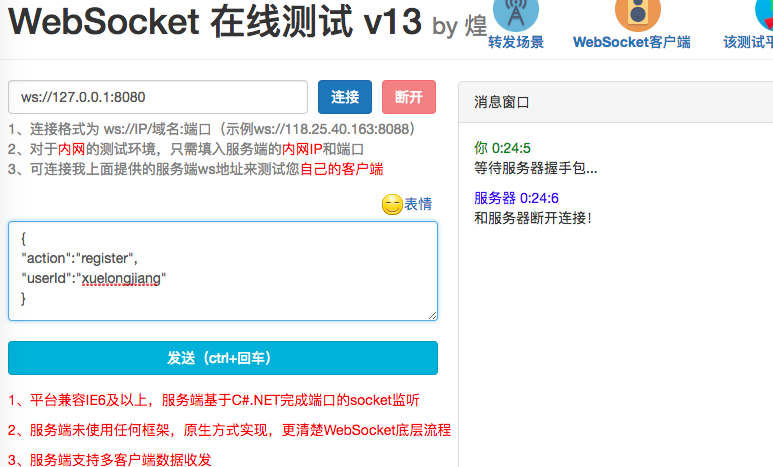 WebSocket 在线测试 v13 by 煌
转发场景
WebSocket客户端
该测试平
ws://127.0.0.1:8080
连接
断开
1、连接格式为 ws://IP/域名:端口（示例ws://118.25.40.163:8088）
2、对于内网的测试环境，只需填入服务端的内网IP和端口
3、可连接我上面提供的服务端ws地址来测试您自己的客户端
表情
{
"action":"register",
"userId":"xuelongjiang"
}
发送（ctrl+回车）
1、平台兼容IE6及以上，服务端基于C#.NET完成端口的socket监听
2、服务端未使用任何框架，原生方式实现，更清楚WebSocket底层流程
3、服务端支持多客户端数据收发
消息窗口
你 0:24:5
等待服务器握手包...
服务器 0:24:6
和服务器断开连接！